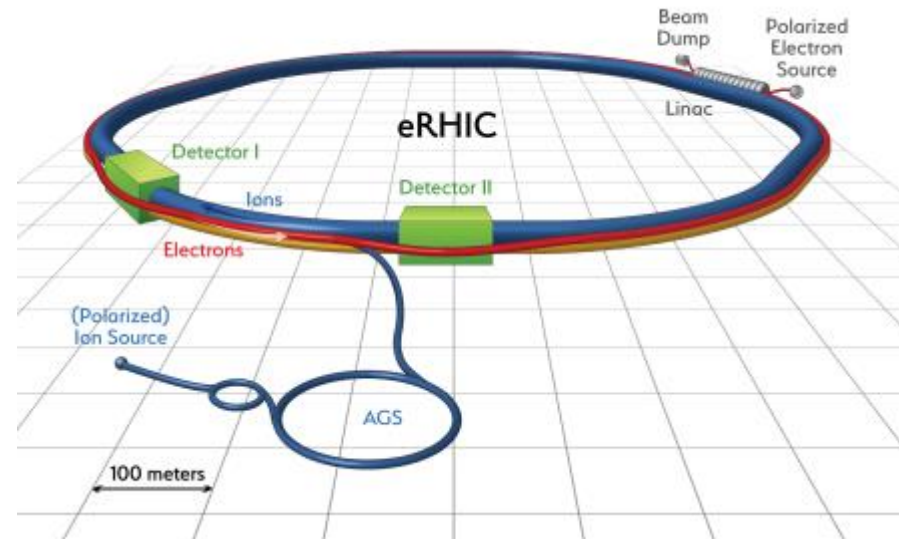 Beam
Dump
Polarized
Electron
Source
Linac
eRHIC
Detector I
Detector II
Ions
Electrons
(Polarized)
Ion Source
AGS
100 meters